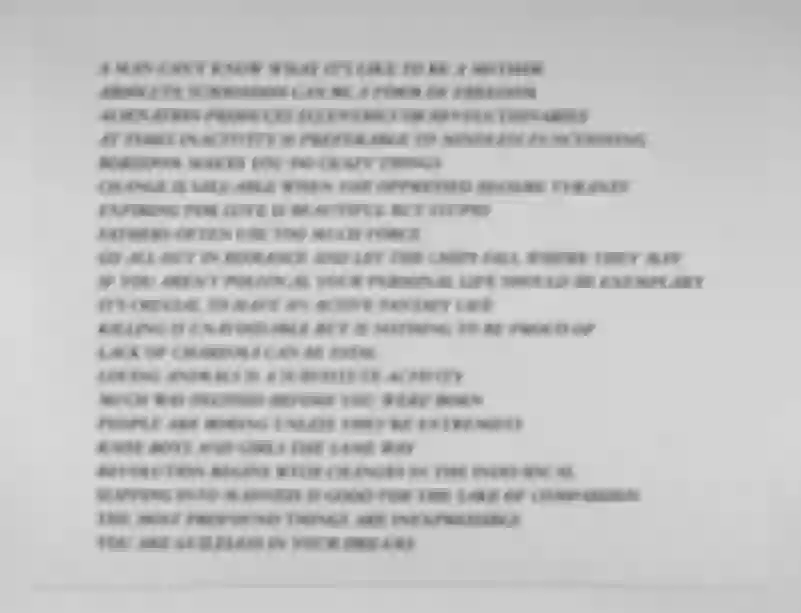 A MAN CAN'T KNOW WHAT IT'S LIKE TO BE A MOTHER
ABSOLUTE SUBMISSION CAN BE A FORM OF FREEDOM
ALIENATION PRODUCES ECCENTRICS OR REVOLUTIONARIES
AT TIMES INACTIVITY IS PREFERABLE TO MINDLESS FUNCTIONING
BOREDOM MAKES YOU DO CRAZY THINGS
CHANGE IS VALUABLE WHEN THE OPPRESSED BECOME TYRANTS
EXPIRING FOR LOVE IS BEAUTIFUL BUT STUPID
FATHERS OFTEN USE TOO MUCH FORCE
GO ALL OUT IN ROMANCE AND LET THE CHIPS FALL WHERE THEY MAY
IF YOU AREN'T POLITICAL YOUR PERSONAL LIFE SHOULD BE EXEMPLARY
IT'S CRUCIAL TO HAVE AN ACTIVE FANTASY LIFE
KILLING IS UNAVOIDABLE BUT IS NOTHING TO BE PROUD OF
LACK OF CHARISMA CAN BE FATAL
LOVING ANIMALS IS A SUBSTITUTE ACTIVITY
MUCH WAS DECIDED BEFORE YOU WERE BORN
PEOPLE ARE BORING UNLESS THEY'RE EXTREMISTS
RAISE BOYS AND GIRLS THE SAME WAY
REVOLUTION BEGINS WITH CHANGES IN THE INDIVIDUAL
SLIPPING INTO MADNESS IS GOOD FOR THE SAKE OF COMPARISON
THE MOST PROFOUND THINGS ARE INEXPRESSIBLE
YOU ARE GUILELESS IN YOUR DREAMS